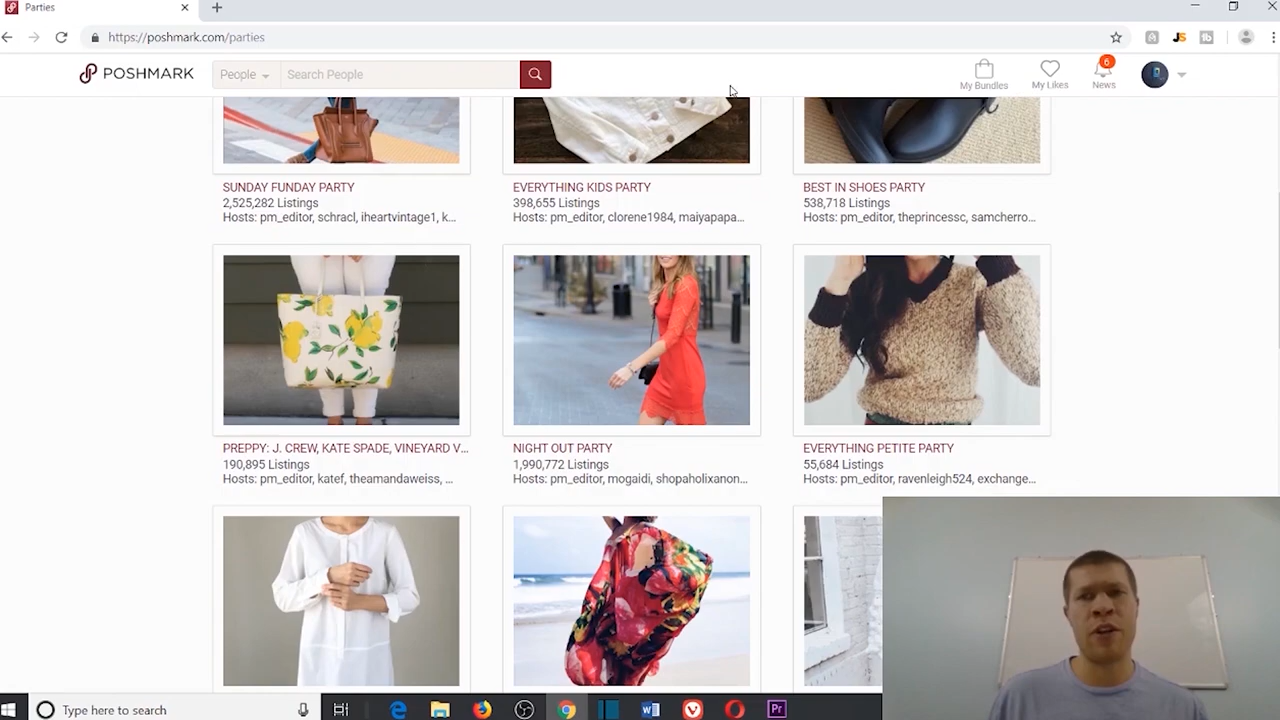 Parties
https://poshmark.com/parties
POSHMARK
People
Search People
My Bundles
My Likes
6
News
SUNDAY FUNDAY PARTY
2,525,282 Listings
Hosts: pm_editor, schracl, iheartvintage1, k...
EVERYTHING KIDS PARTY
398,655 Listings
Hosts: pm_editor, clorene1984, maiyapapa...
BEST IN SHOES PARTY
538,718 Listings
Hosts: pm_editor, theprincessc, samcherro...
PREPPY: J. CREW, KATE SPADE, VINEYARD V...
190,895 Listings
Hosts: pm_editor, katef, theamandaweiss, ...
NIGHT OUT PARTY
1,990,772 Listings
Hosts: pm_editor, mogaidi, shopaholixanon...
EVERYTHING PETITE PARTY
55,684 Listings
Hosts: pm_editor, ravenleigh524, exchange...
Type here to search